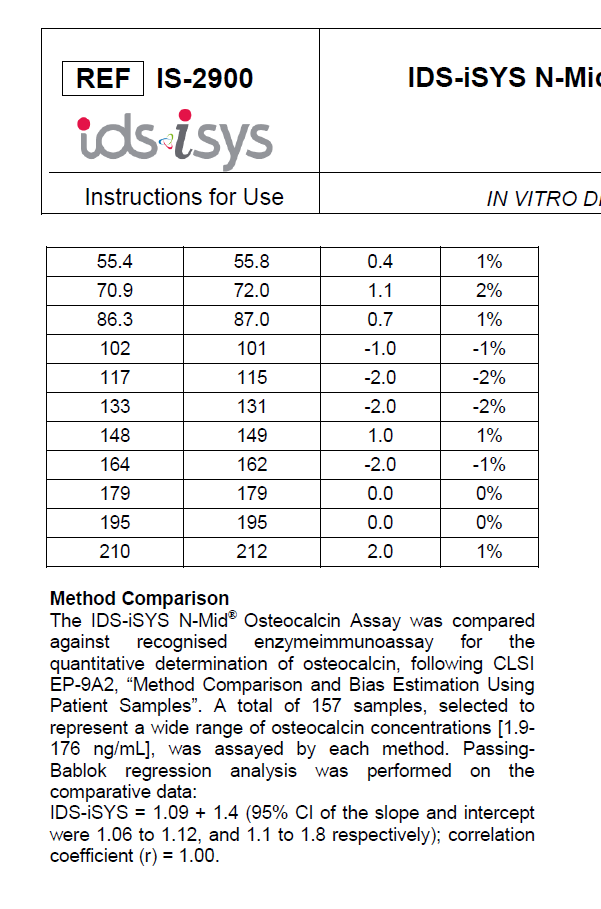 REF IS-2900
IDS-iSYS N-Mid
ids-isys
Instructions for Use
IN VITRO
55.4 55.8 0.4 1%
70.9 72.0 1.1 2%
86.3 87.0 0.7 1%
102 101 -1.0 -1%
117 115 -2.0 -2%
133 131 -2.0 -2%
148 149 1.0 1%
164 162 -2.0 -1%
179 179 0.0 0%
195 195 0.0 0%
210 212 2.0 1%
Method Comparison
The IDS-iSYS N-Mid® Osteocalcin Assay was compared
against recognised enzymeimmunoassay for the
quantitative determination of osteocalcin, following CLSI
EP-9A2, “Method Comparison and Bias Estimation Using
Patient Samples”. A total of 157 samples, selected to
represent a wide range of osteocalcin concentrations [1.9-
176 ng/mL], was assayed by each method. Passing-
Bablok regression analysis was performed on the
comparative data:
IDS-iSYS = 1.09 + 1.4 (95% CI of the slope and intercept
were 1.06 to 1.12, and 1.1 to 1.8 respectively); correlation
coefficient (r) = 1.00.